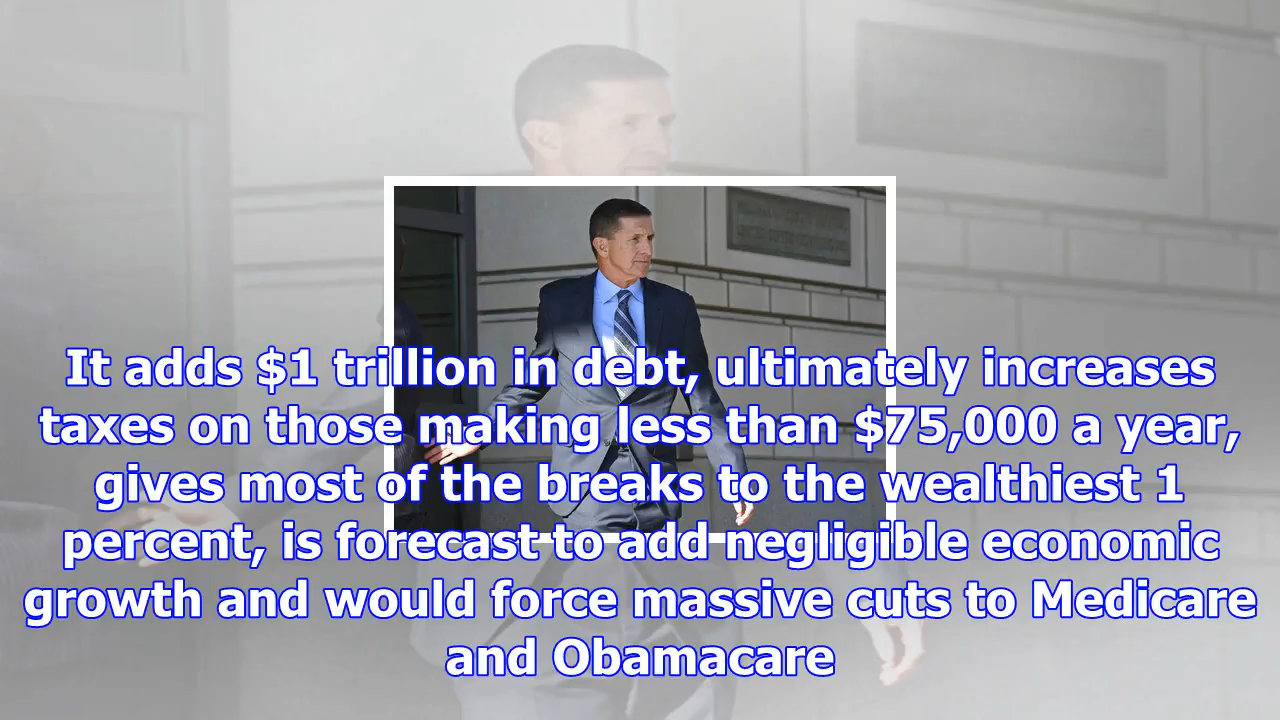 It adds $1 trillion in debt, ultimately increases
taxes on those making less than $75,000 a year,
gives most of the breaks to the wealthiest 1
percent, is forecast to add negligible economic
growth and would force massive cuts to Medicare
and Obamacare